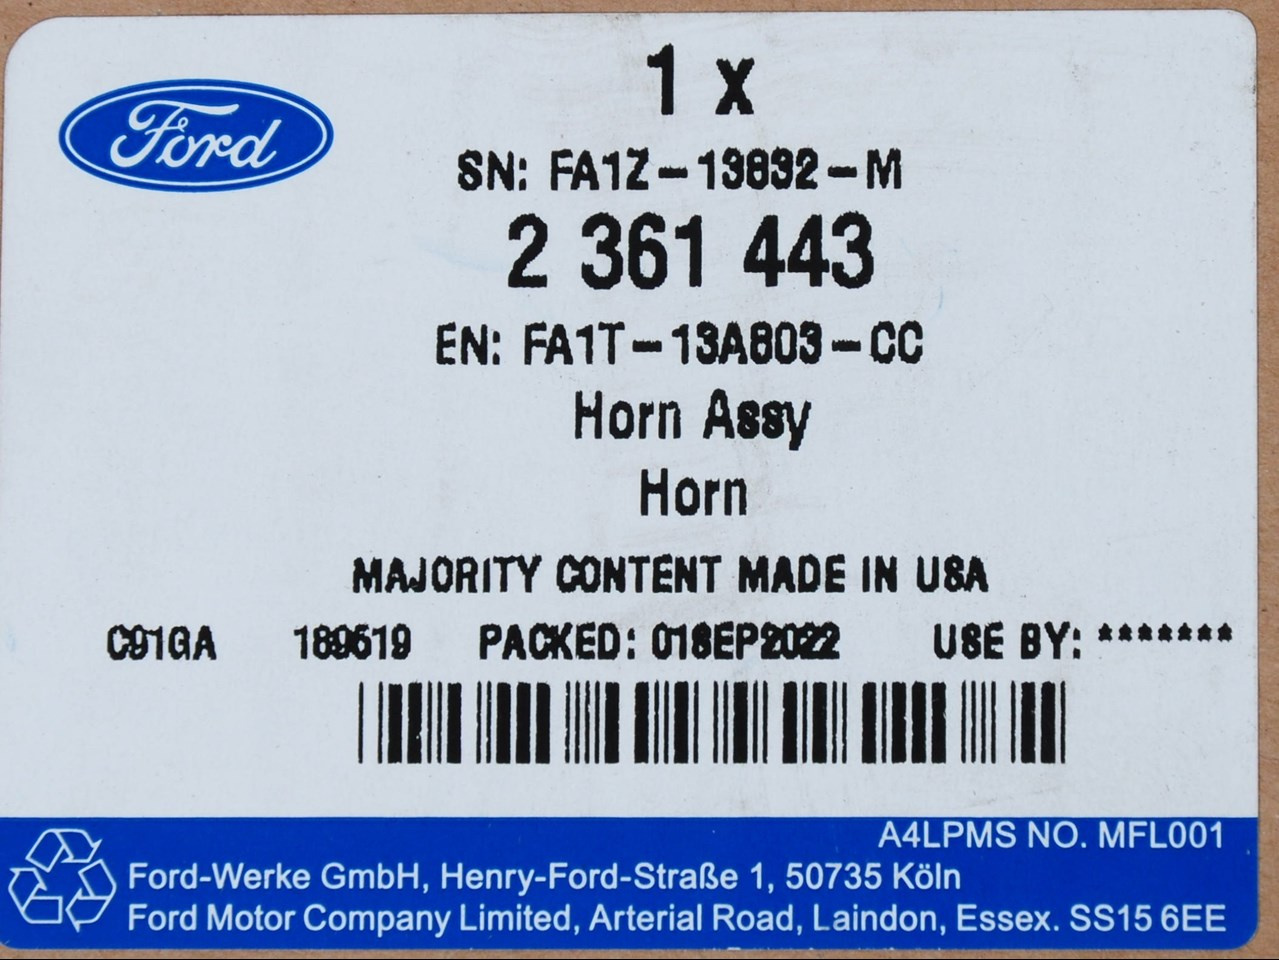 Ford
1 x
SN: FA1Z-13832-M
2 361 443
EN: FA1T-13A803-CC
Horn Assy
Horn
MAJORITY CONTENT MADE IN USA
C91GA 189519 PACKED: 01SEP2022 USE BY: *******
A4LPMS NO. MFL001
Ford-Werke GmbH, Henry-Ford-Straße 1, 50735 Köln
Ford Motor Company Limited, Arterial Road, Laindon, Essex. SS15 6EE